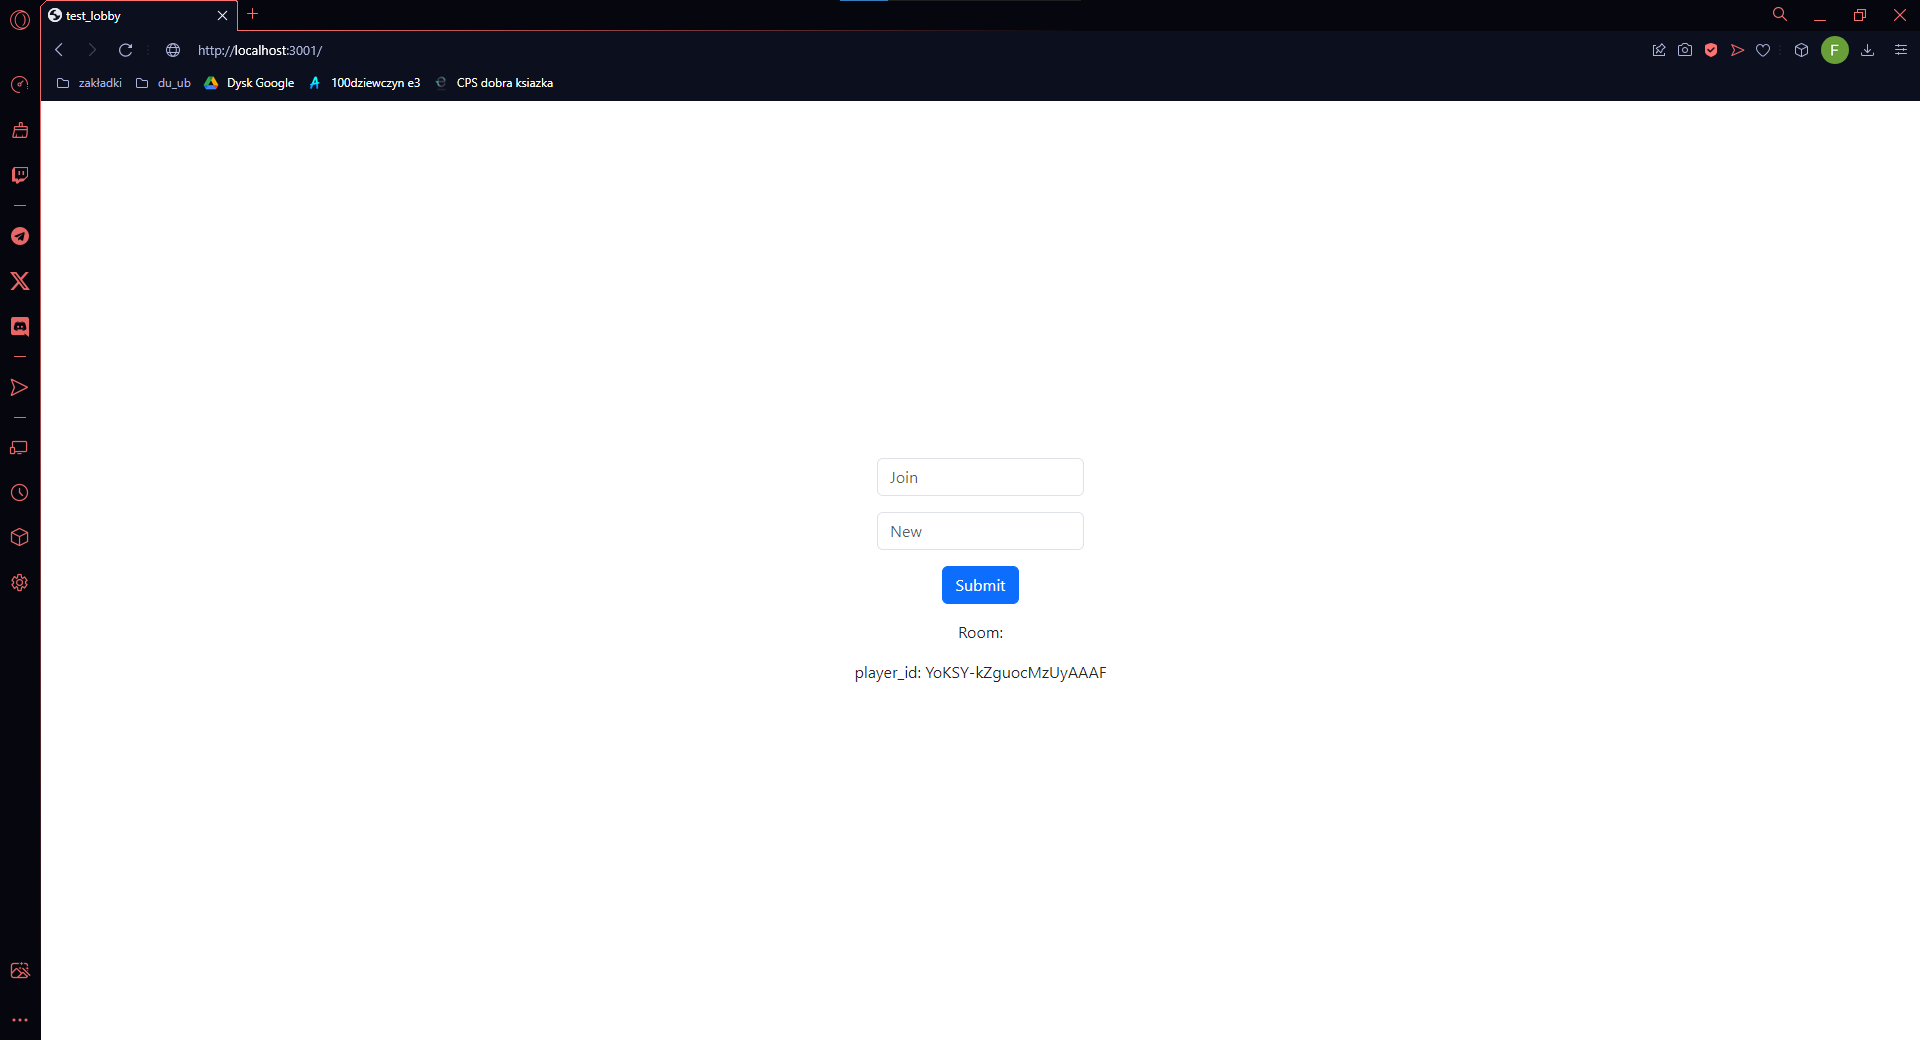 test_lobby
http://localhost:3001/
F
zakładki du_ub Dysk Google 100dziewczyn e3 CPS dobra ksiazka
Join
New
Submit
Room:
player_id: YoKSY-kZguocMzUyAAAF